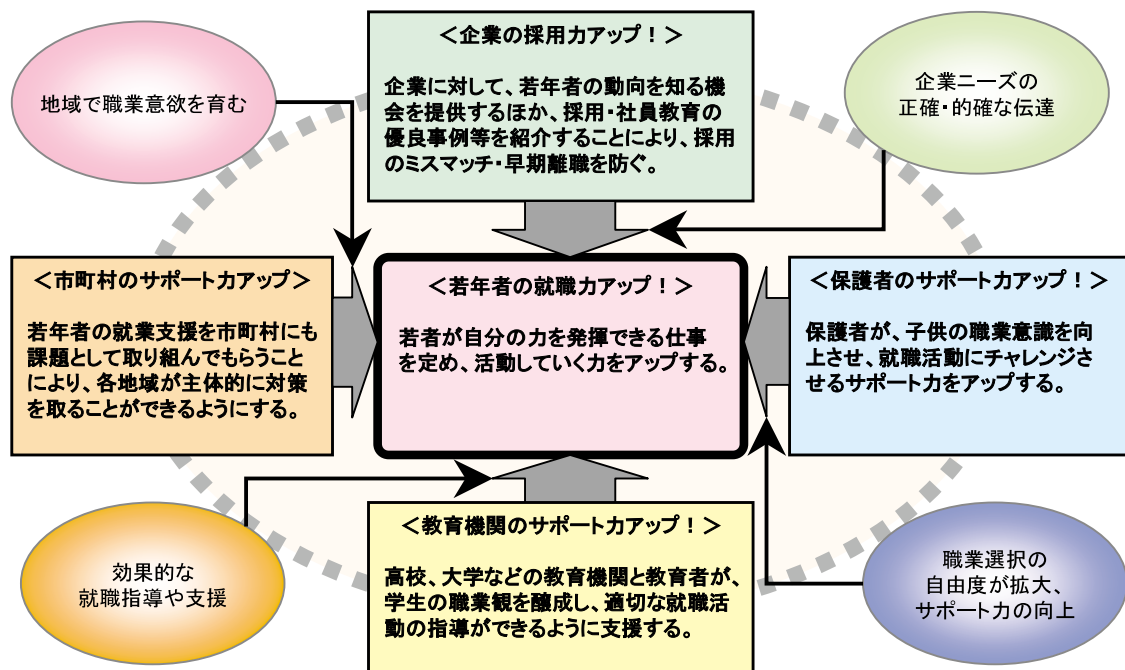 ＜企業の採用力アップ！＞
企業に対して、若年者の動向を知る機
会を提供するほか、採用・社員教育の
優良事例等を紹介することにより、採用
のミスマッチ・早期離職を防ぐ。
地域で職業意欲を育む
企業ニーズの
正確・的確な伝達
＜市町村のサポート力アップ＞
若年者の就業支援を市町村にも
課題として取り組んでもらうこと
により、各地域が主体的に対策
を取ることができるようにする。
＜若年者の就職力アップ！＞
若者が自分の力を発揮できる仕事
を定め、活動していく力をアップする。
＜保護者のサポート力アップ！＞
保護者が、子供の職業意識を向
上させ、就職活動にチャレンジさ
せるサポート力をアップする。
効果的な
就職指導や支援
＜教育機関のサポート力アップ！＞
高校、大学などの教育機関と教育者が、
学生の職業観を醸成し、適切な就職活
動の指導ができるように支援する。
職業選択の
自由度が拡大、
サポート力の向上